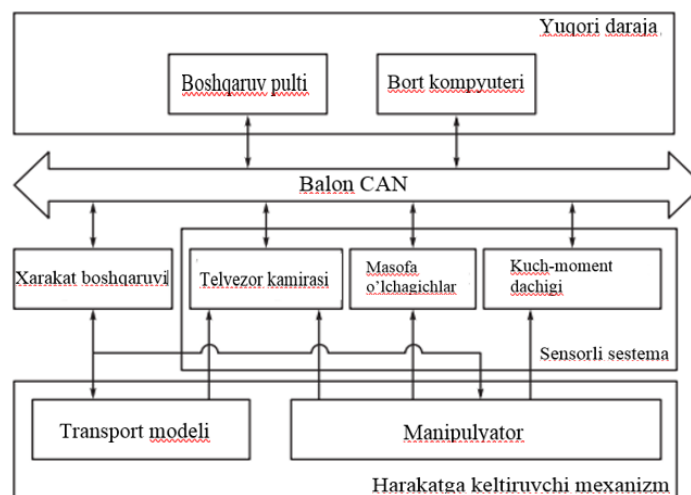 Yuqori daraja
Boshqaruv pulti
Bort kompyuteri
Balon CAN
Xarakat boshqaruvi
Telvezor kamirasi
Masofa
o'lchagichlar
Kuch-moment
dachigi
Sensorli sestema
Transport modeli
Manipulyator
Harakatga keltiruvchi mexanizm